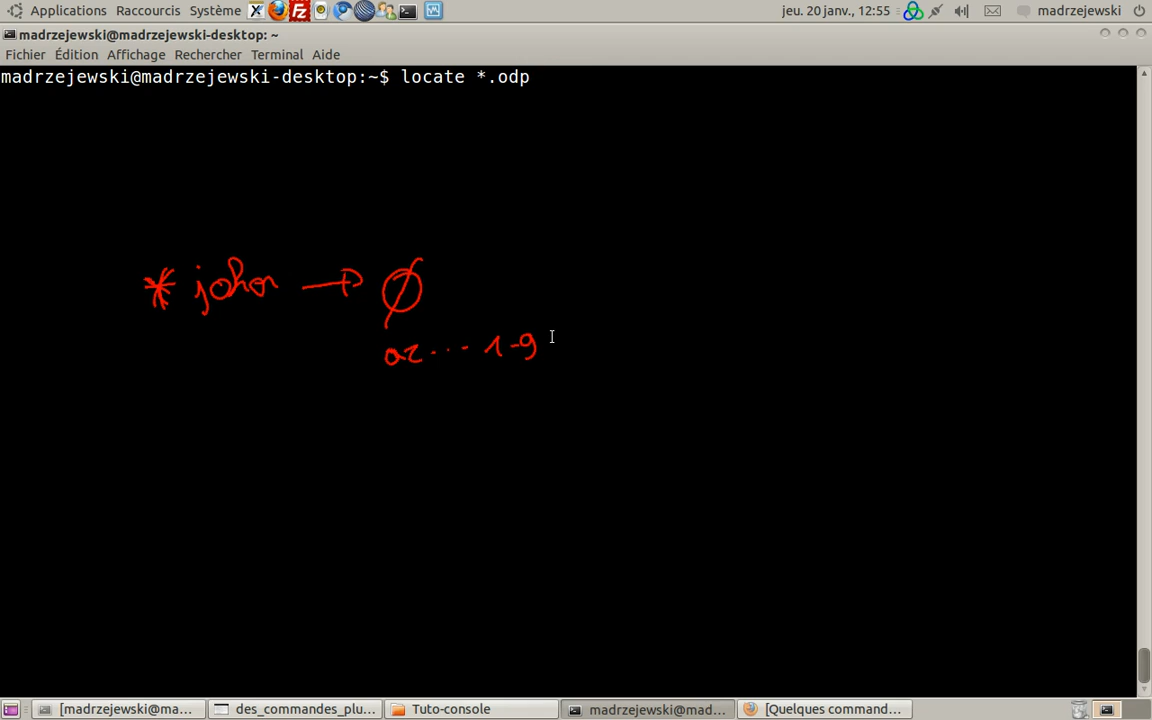 Applications Raccourcis Système jeu. 20 janv., 12:55 madrzejewski
madrzejewski@madrzejewski-desktop: ~
Fichier Édition Affichage Rechercher Terminal Aide
madrzejewski@madrzejewski-desktop:~$ locate *.odp
* john → Ø
az... 1-9
[madrzejewski@ma... des_commandes_plu... Tuto-console madrzejewski@mad... [Quelques command...